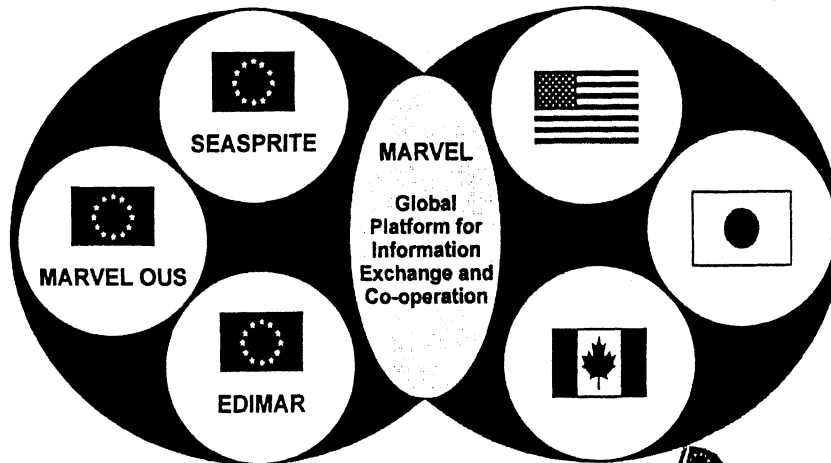 SEASPRITE
MARVEL OUS
EDIMAR
MARVEL
Global
Platform for
Information
Exchange and
Co-operation